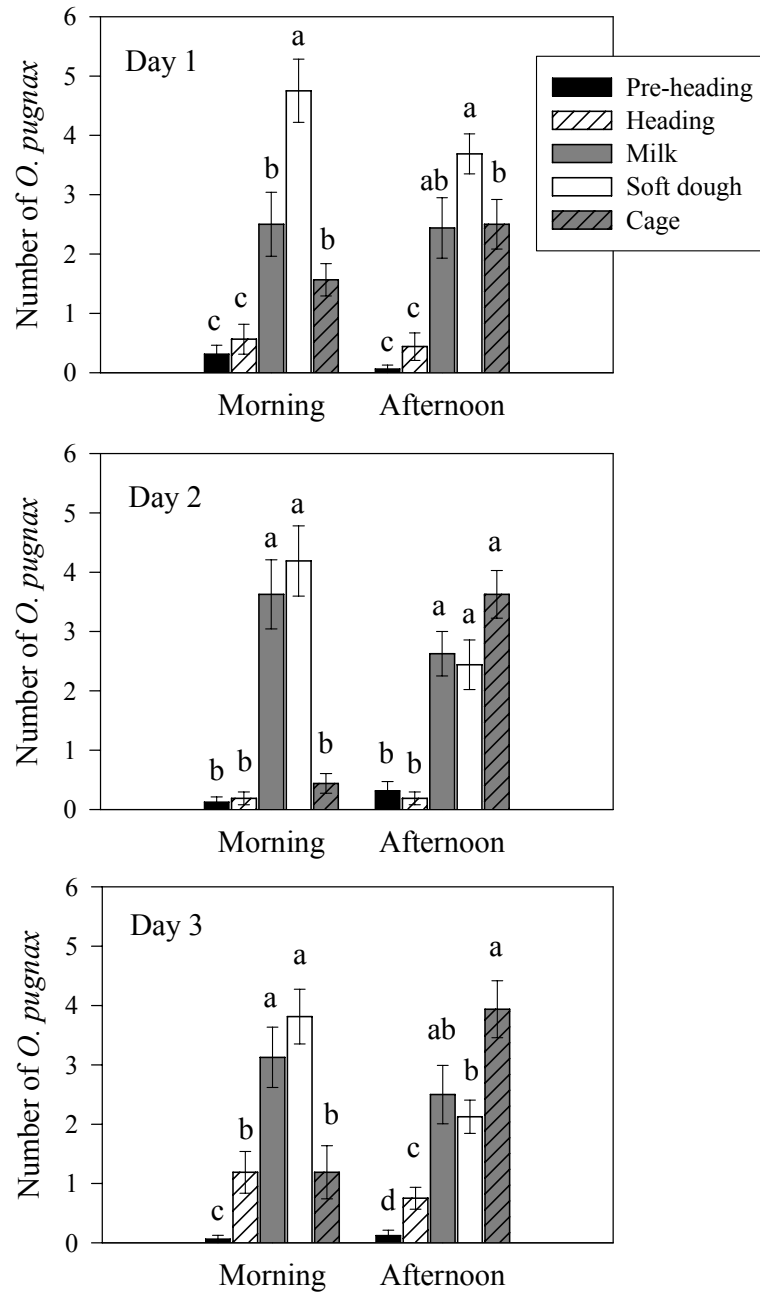 Number of O. pugnax
6
5
4
3
2
1
0
Day 1
c
c
b
a
b
c
c
ab
a
b
Morning
Afternoon
Pre-heading
Heading
Milk
Soft dough
Cage
Number of O. pugnax
6
5
4
3
2
1
0
Day 2
b
b
a
a
b
b
b
a
a
a
Morning
Afternoon
Number of O. pugnax
6
5
4
3
2
1
0
Day 3
c
b
a
a
b
d
c
ab
b
a
Morning
Afternoon